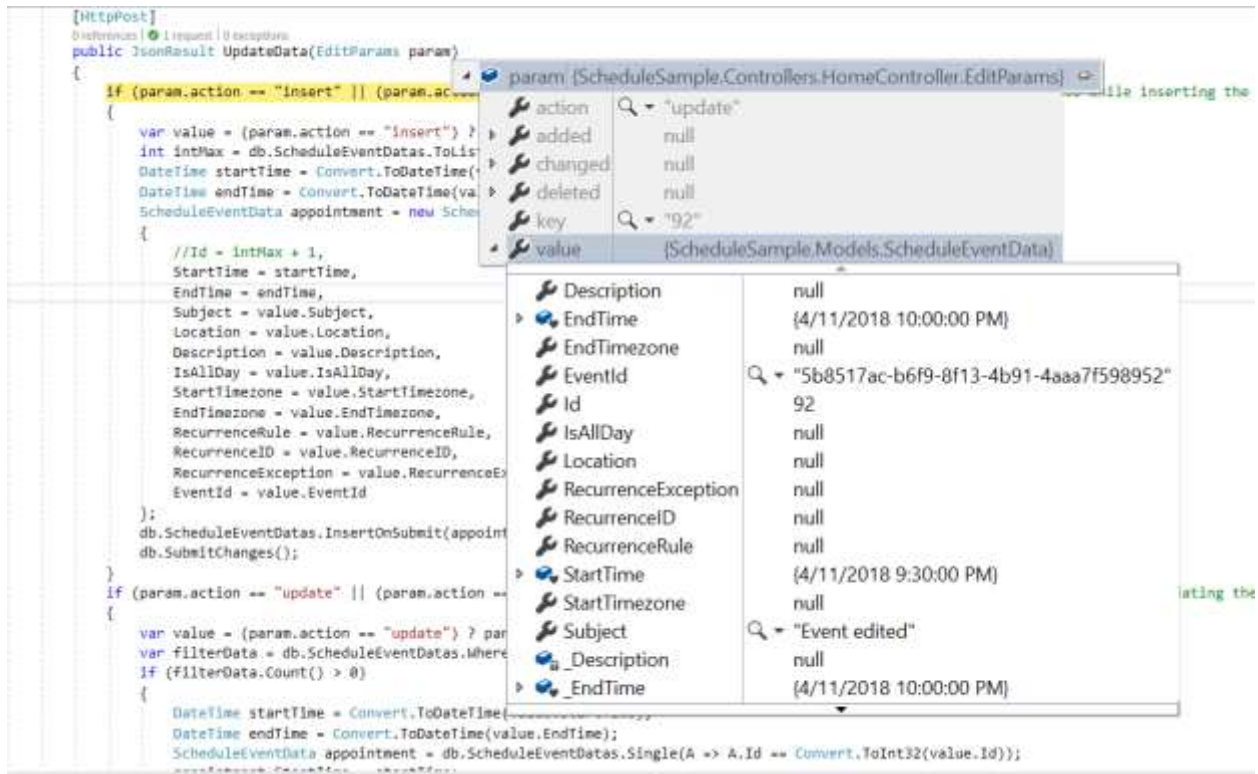 [HttpPost]
0 references | 1 request | 0 exceptions
public JsonResult UpdateData(EditParams param)
{
param {ScheduleSample.Controllers.HomeController.EditParams}
if (param.action == "insert" || (param.ac
while inserting the
action "update"
{
var value = (param.action == "insert") ?
added null
int intMax = db.ScheduleEventDatas.ToLis
changed null
DateTime startTime = Convert.ToDateTime(
DateTime endTime = Convert.ToDateTime(va
deleted null
ScheduleEventData appointment = new Sche
key "92"
{
value {ScheduleSample.Models.ScheduleEventData}
//Id = intMax + 1,
StartTime = startTime,
EndTime = endTime,
Subject = value.Subject,
Location = value.Location,
Description = value.Description,
IsAllDay = value.IsAllDay,
StartTimezone = value.StartTimezone,
EndTimezone = value.EndTimezone,
RecurrenceRule = value.RecurrenceRule,
RecurrenceID = value.RecurrenceID,
RecurrenceException = value.RecurrenceEx
EventId = value.EventId
};
db.ScheduleEventDatas.InsertOnSubmit(appoint
db.SubmitChanges();
}
Description null
EndTime {4/11/2018 10:00:00 PM}
EndTimezone null
EventId "5b8517ac-b6f9-8f13-4b91-4aaa7f598952"
Id 92
IsAllDay null
Location null
RecurrenceException null
RecurrenceID null
RecurrenceRule null
StartTime {4/11/2018 9:30:00 PM}
StartTimezone null
Subject "Event edited"
_Description null
_EndTime {4/11/2018 10:00:00 PM}
if (param.action == "update" || (param.action ==
ating the
{
var value = (param.action == "update") ? par
var filterData = db.ScheduleEventDatas.Where
if (filterData.Count() > 0)
{
DateTime startTime = Convert.ToDateTime(
DateTime endTime = Convert.ToDateTime(value.EndTime);
ScheduleEventData appointment = db.ScheduleEventDatas.Single(A => A.Id == Convert.ToInt32(value.Id));